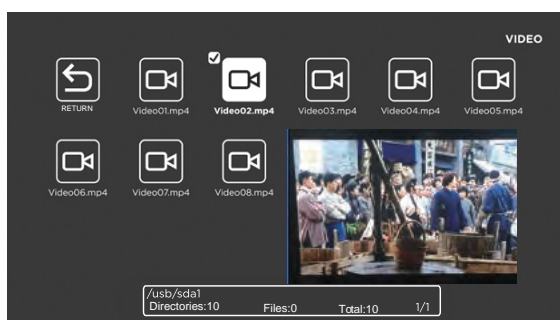 VIDEO
RETURN
Video01.mp4
Video02.mp4
Video03.mp4
Video04.mp4
Video05.mp4
Video06.mp4
Video07.mp4
Video08.mp4
/usb/sda1
Directories:10 Files:0 Total:10 1/1